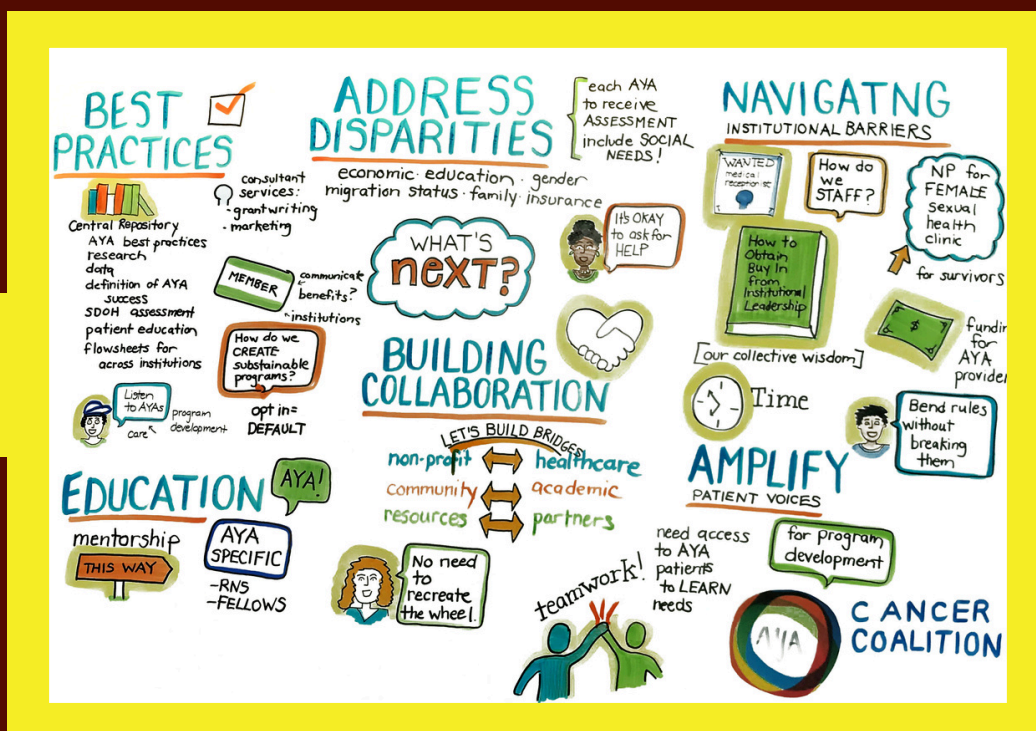 BEST
PRACTICES
Central Repository
AYA best practices
research
data
definition of AYA
success
SDOH assessment
patient education
flowsheets for
across institutions
consultant
services:
- grantwriting
- marketing
MEMBER
communicate
benefits?
institutions
How do we
CREATE
substainable
programs?
Listen
to AYAs
care
program
development
opt in=
DEFAULT
ADDRESS
DISPARITIES
each AYA
to receive
ASSESSMENT
include SOCIAL
NEEDS!
economic · education · gender
migration status · family · insurance
WHAT'S
neXT?
It's OKAY
to ask for
HELP
NAVIGATNG
INSTITUTIONAL BARRIERS
WANTED
medical
receptionist
How do
we
STAFF?
NP for
FEMALE
sexual
health
clinic
for survivors
How to
Obtain
Buy In
from
Institutional
Leadership
[our collective wisdom]
$
for
AYA
Time
Bend rules
without
breaking
them
BUILDING
COLLABORATION
LET'S BUILD BRIDGES
non-profit healthcare
community academic
resources partners
No need
to
recreate
the wheel.
teamwork!
EDUCATION
AYA!
mentorship
THIS WAY
AYA
SPECIFIC
-RNS
-FELLOWS
AMPLIFY
PATIENT VOICES
need access
to AYA
patients
to LEARN
needs
for program
development
AYA
CANCER
COALITION